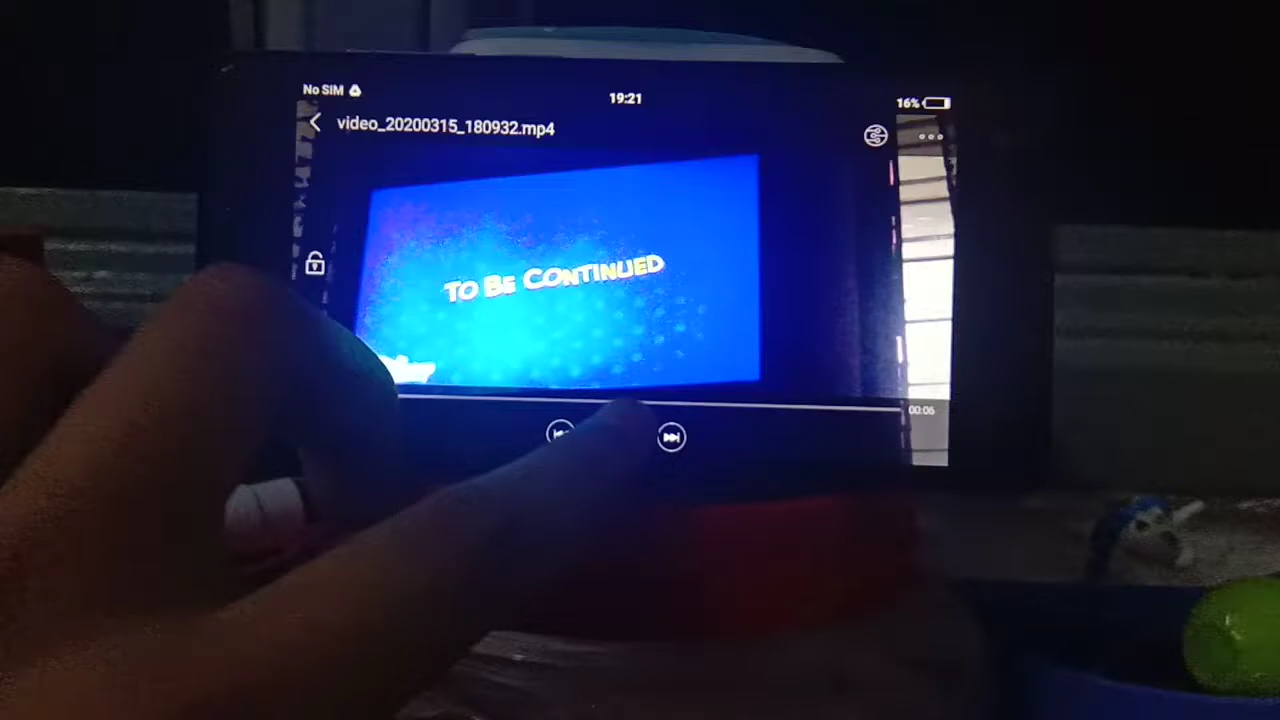 No SIM
19:21
16%
video_20200315_180932.mp4
TO BE CONTINUED
00:06